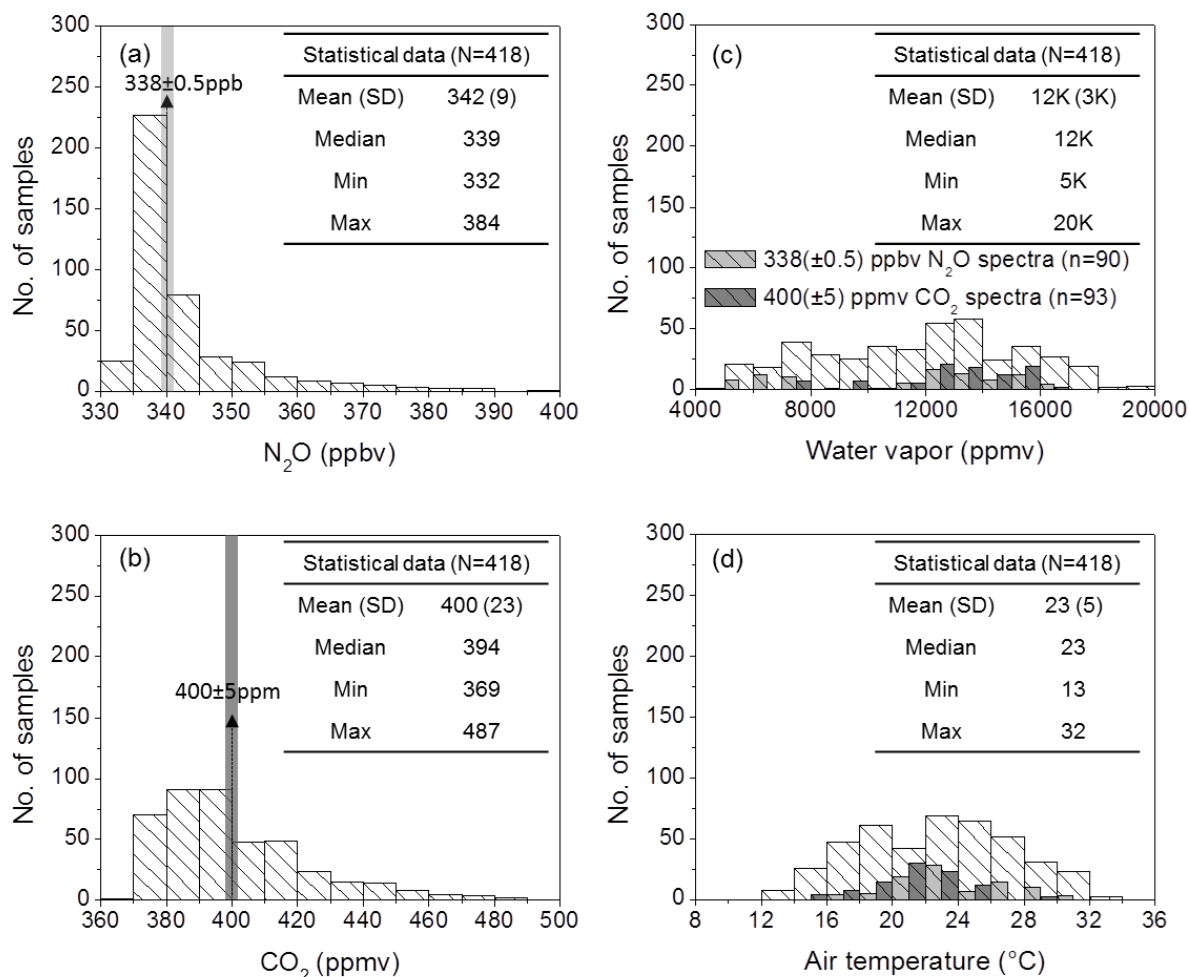 (a)
338±0.5ppb
Statistical data (N=418)
Mean (SD) 342 (9)
Median 339
Min 332
Max 384
No. of samples
300
250
200
150
100
50
0
330 340 350 360 370 380 390 400
N₂O (ppbv)
(c)
Statistical data (N=418)
Mean (SD) 12K (3K)
Median 12K
Min 5K
Max 20K
338(±0.5) ppbv N₂O spectra (n=90)
400(±5) ppmv CO₂ spectra (n=93)
No. of samples
300
250
200
150
100
50
0
4000 8000 12000 16000 20000
Water vapor (ppmv)
(b)
400±5ppm
Statistical data (N=418)
Mean (SD) 400 (23)
Median 394
Min 369
Max 487
No. of samples
300
250
200
150
100
50
0
360 380 400 420 440 460 480 500
CO₂ (ppmv)
(d)
Statistical data (N=418)
Mean (SD) 23 (5)
Median 23
Min 13
Max 32
No. of samples
300
250
200
150
100
50
0
8 12 16 20 24 28 32 36
Air temperature (°C)